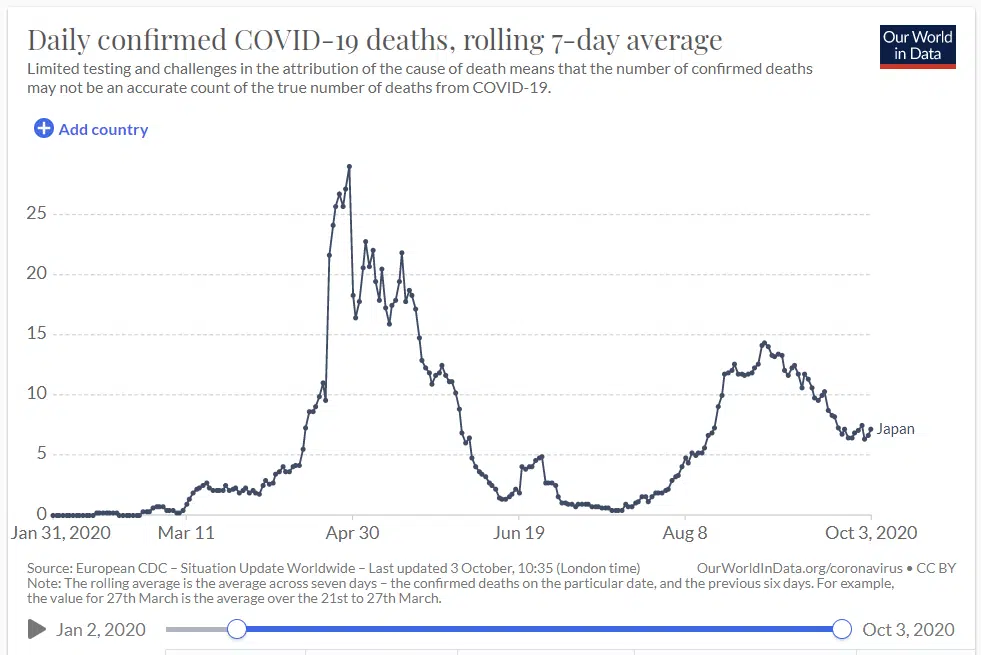 Daily confirmed COVID-19 deaths, rolling 7-day average
Our World
in Data
Limited testing and challenges in the attribution of the cause of death means that the number of confirmed deaths
may not be an accurate count of the true number of deaths from COVID-19.
Add country
25
20
15
10
5
0
Japan
Jan 31, 2020
Mar 11
Apr 30
Jun 19
Aug 8
Oct 3, 2020
Source: European CDC – Situation Update Worldwide – Last updated 3 October, 10:35 (London time)
OurWorldInData.org/coronavirus • CC BY
Note: The rolling average is the average across seven days – the confirmed deaths on the particular date, and the previous six days. For example,
the value for 27th March is the average over the 21st to 27th March.
Jan 2, 2020
Oct 3, 2020